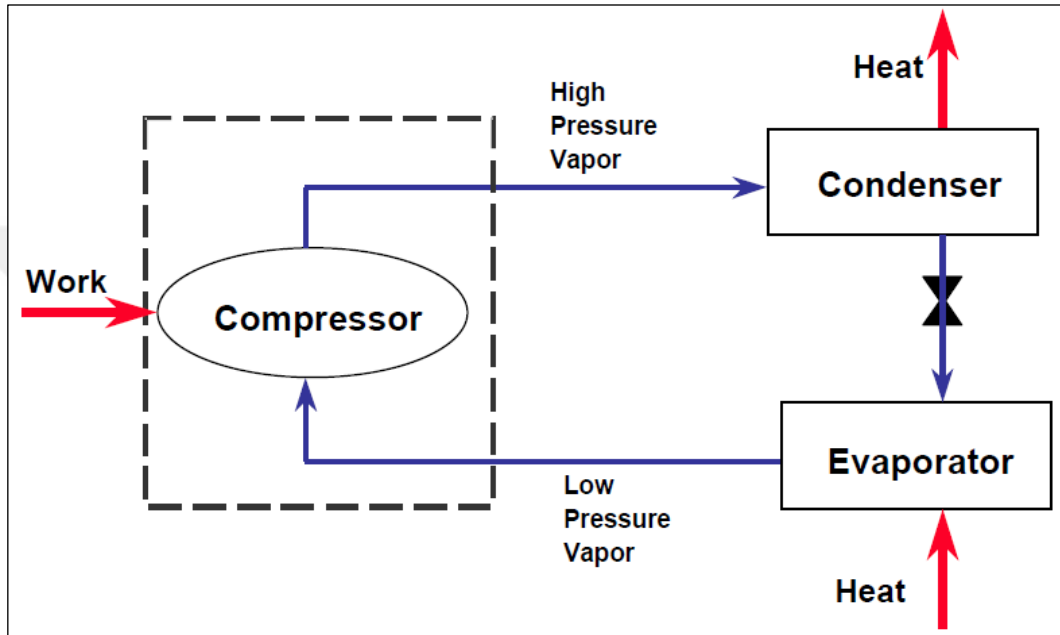 Heat
High
Pressure
Vapor
Condenser
Work
Compressor
Evaporator
Low
Pressure
Vapor
Heat